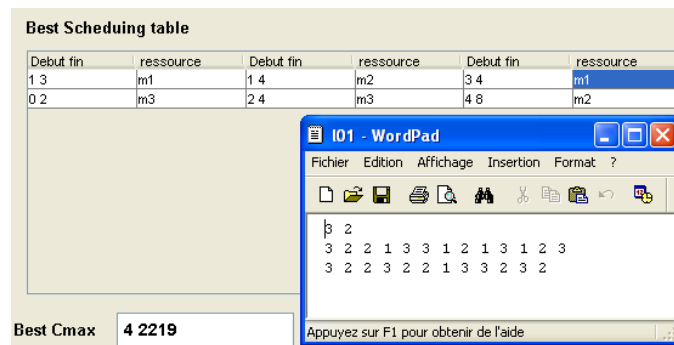 Best Scheduing table
Debut fin ressource Debut fin ressource Debut fin ressource
1 3 m1 1 4 m2 3 4 m1
0 2 m3 2 4 m3 4 8 m2
I01 - WordPad
Fichier Edition Affichage Insertion Format ?
3 2
3 2 2 1 3 3 1 2 1 3 1 2 3
3 2 2 3 2 2 1 3 3 2 3 2
Best Cmax 4 2219
Appuyez sur F1 pour obtenir de l'aide